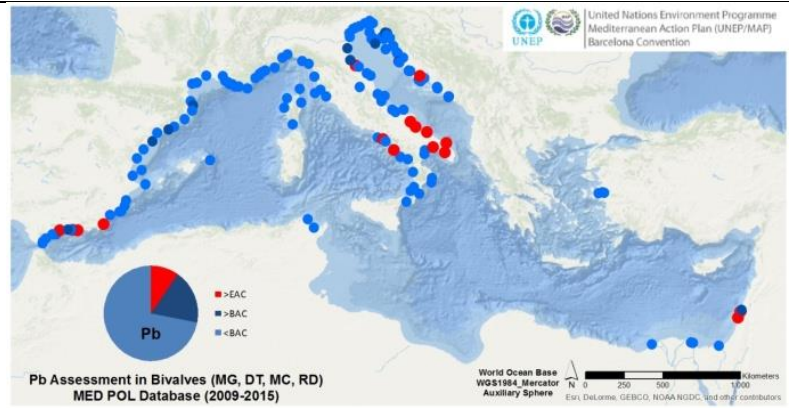 United Nations Environment Programme
Mediterranean Action Plan (UNEP/MAP)
Barcelona Convention
UNEP
>EAC
>BAC
<BAC
Pb
Pb Assessment in Bivalves (MG, DT, MC, RD)
MED POL Database (2009-2015)
World Ocean Base
WGS1984_Mercator
Auxiliary Sphere
N
Kilometers
0 250 500 1.000
Esri, DeLorme, GEBCO, NOAA NGDC, and other contributors